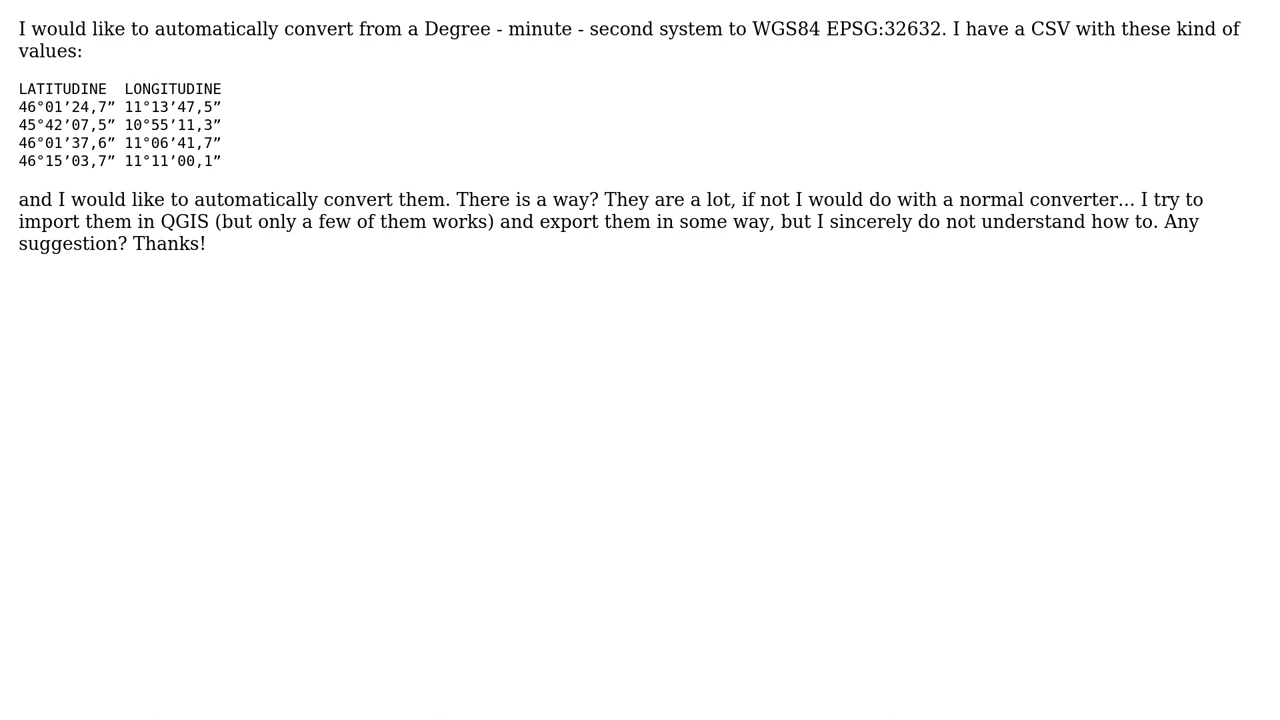 I would like to automatically convert from a Degree - minute - second system to WGS84 EPSG:32632. I have a CSV with these kind of
values:
LATITUDINE  LONGITUDINE
46°01’24,7” 11°13’47,5”
45°42’07,5” 10°55’11,3”
46°01’37,6” 11°06’41,7”
46°15’03,7” 11°11’00,1”
and I would like to automatically convert them. There is a way? They are a lot, if not I would do with a normal converter... I try to
import them in QGIS (but only a few of them works) and export them in some way, but I sincerely do not understand how to. Any
suggestion? Thanks!